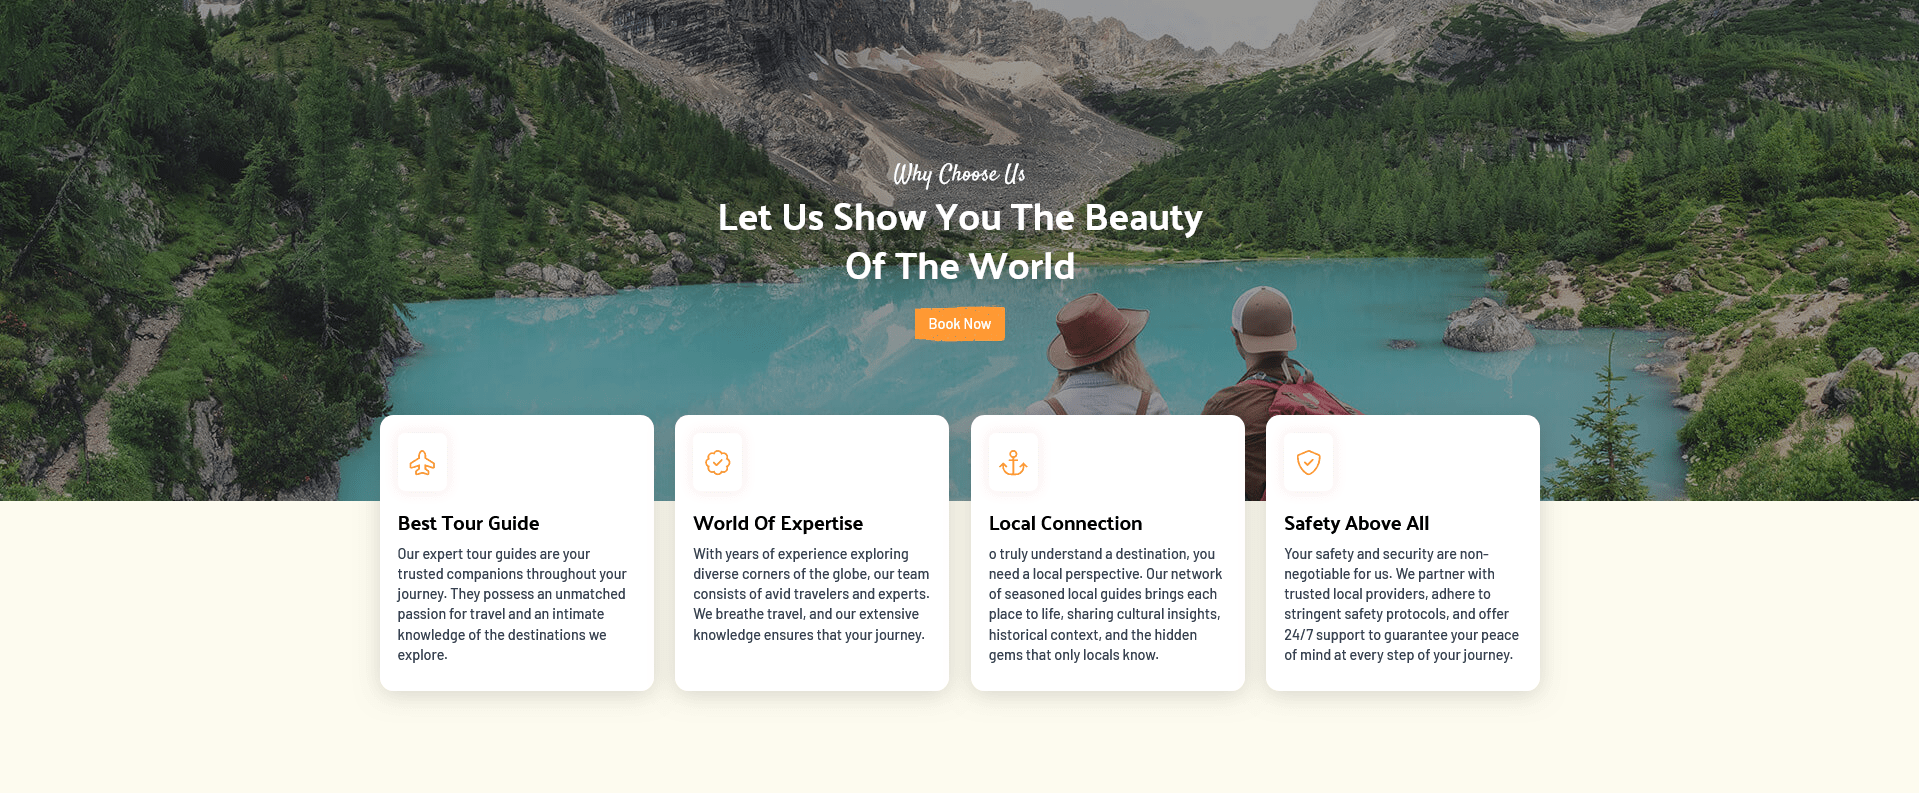 Why Choose Us
Let Us Show You The Beauty
Of The World
Book Now
Best Tour Guide
Our expert tour guides are your
trusted companions throughout your
journey. They possess an unmatched
passion for travel and an intimate
knowledge of the destinations we
explore.
World Of Expertise
With years of experience exploring
diverse corners of the globe, our team
consists of avid travelers and experts.
We breathe travel, and our extensive
knowledge ensures that your journey.
Local Connection
o truly understand a destination, you
need a local perspective. Our network
of seasoned local guides brings each
place to life, sharing cultural insights,
historical context, and the hidden
gems that only locals know.
Safety Above All
Your safety and security are non-
negotiable for us. We partner with
trusted local providers, adhere to
stringent safety protocols, and offer
24/7 support to guarantee your peace
of mind at every step of your journey.